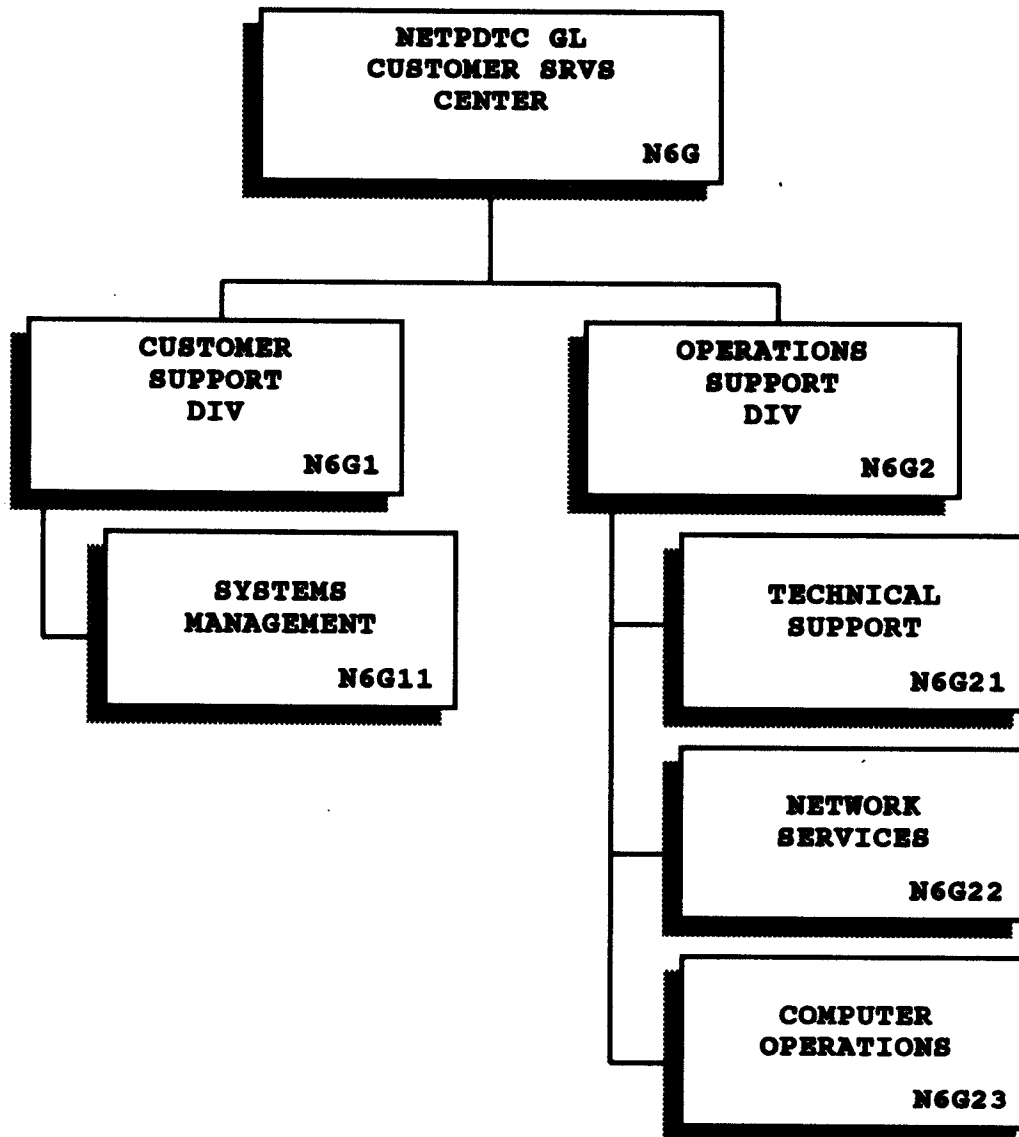 NETPDTC GL
CUSTOMER SRVS
CENTER
N6G
CUSTOMER
SUPPORT
DIV
N6G1
OPERATIONS
SUPPORT
DIV
N6G2
SYSTEMS
MANAGEMENT
N6G11
TECHNICAL
SUPPORT
N6G21
NETWORK
SERVICES
N6G22
COMPUTER
OPERATIONS
N6G23